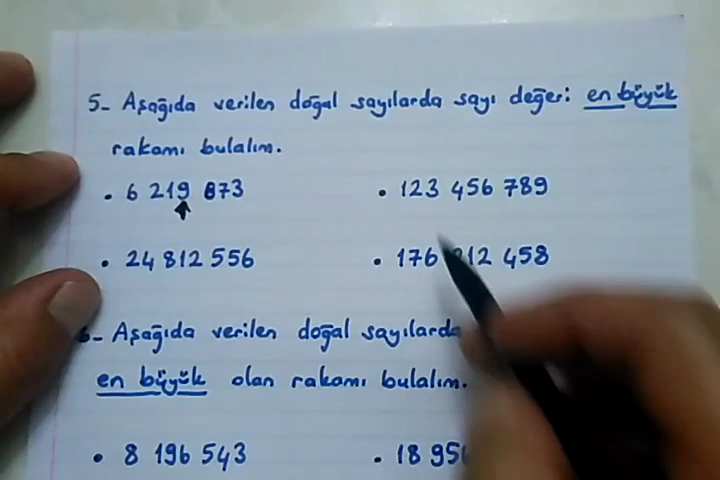 5- Aşağıda verilen doğal sayılarda sayı değeri en büyük
rakamı bulalım.
• 6 219 873 • 123 456 789
• 24 812 556 • 176 212 458
6- Aşağıda verilen doğal sayılarda
en büyük olan rakamı bulalım.
• 8 196 543 • 18 956